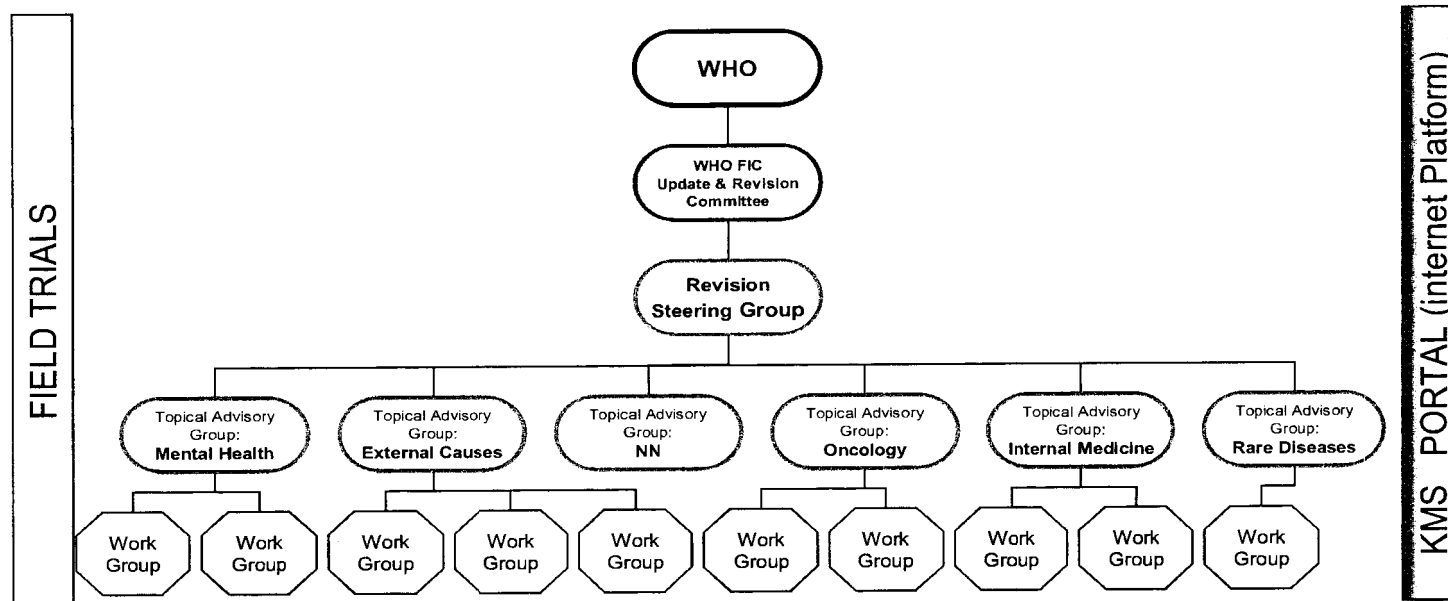 FIELD TRIALS
WHO
WHO FIC
Update & Revision
Committee
Revision
Steering Group
Topical Advisory
Group:
Mental Health
Topical Advisory
Group:
External Causes
Topical Advisory
Group:
NN
Topical Advisory
Group:
Oncology
Topical Advisory
Group:
Internal Medicine
Topical Advisory
Group:
Rare Diseases
Work
Group
Work
Group
Work
Group
Work
Group
Work
Group
Work
Group
Work
Group
Work
Group
Work
Group
Work
Group
KMS PORTAL (internet Platform)